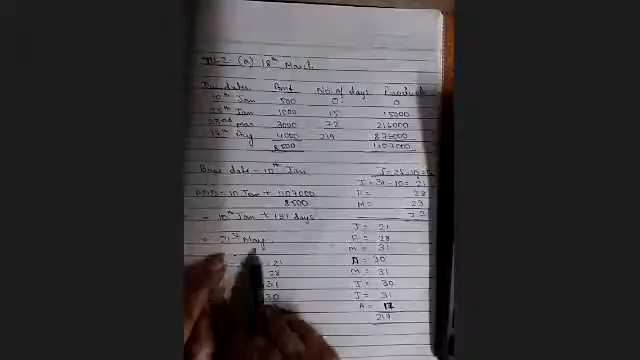 (a) 18th March
Due dates Amt No. of days Product
10th Jan 500 0 0
25th Jan 1000 15 15000
23rd Mar 3000 72 216000
17th Aug 4000 219 876000
8500 1107000
Base date - 10th Jan
J - 25 - 10 = 15
J - 31 - 10 = 21
F = 28
M = 23
72
ADD = 10 Jan + 1107000
8500
= 10th Jan + 131 days
= 21st May
21
28
31
30
J = 21
F = 28
M = 31
A = 30
M = 31
J = 30
J = 31
A = 17
219